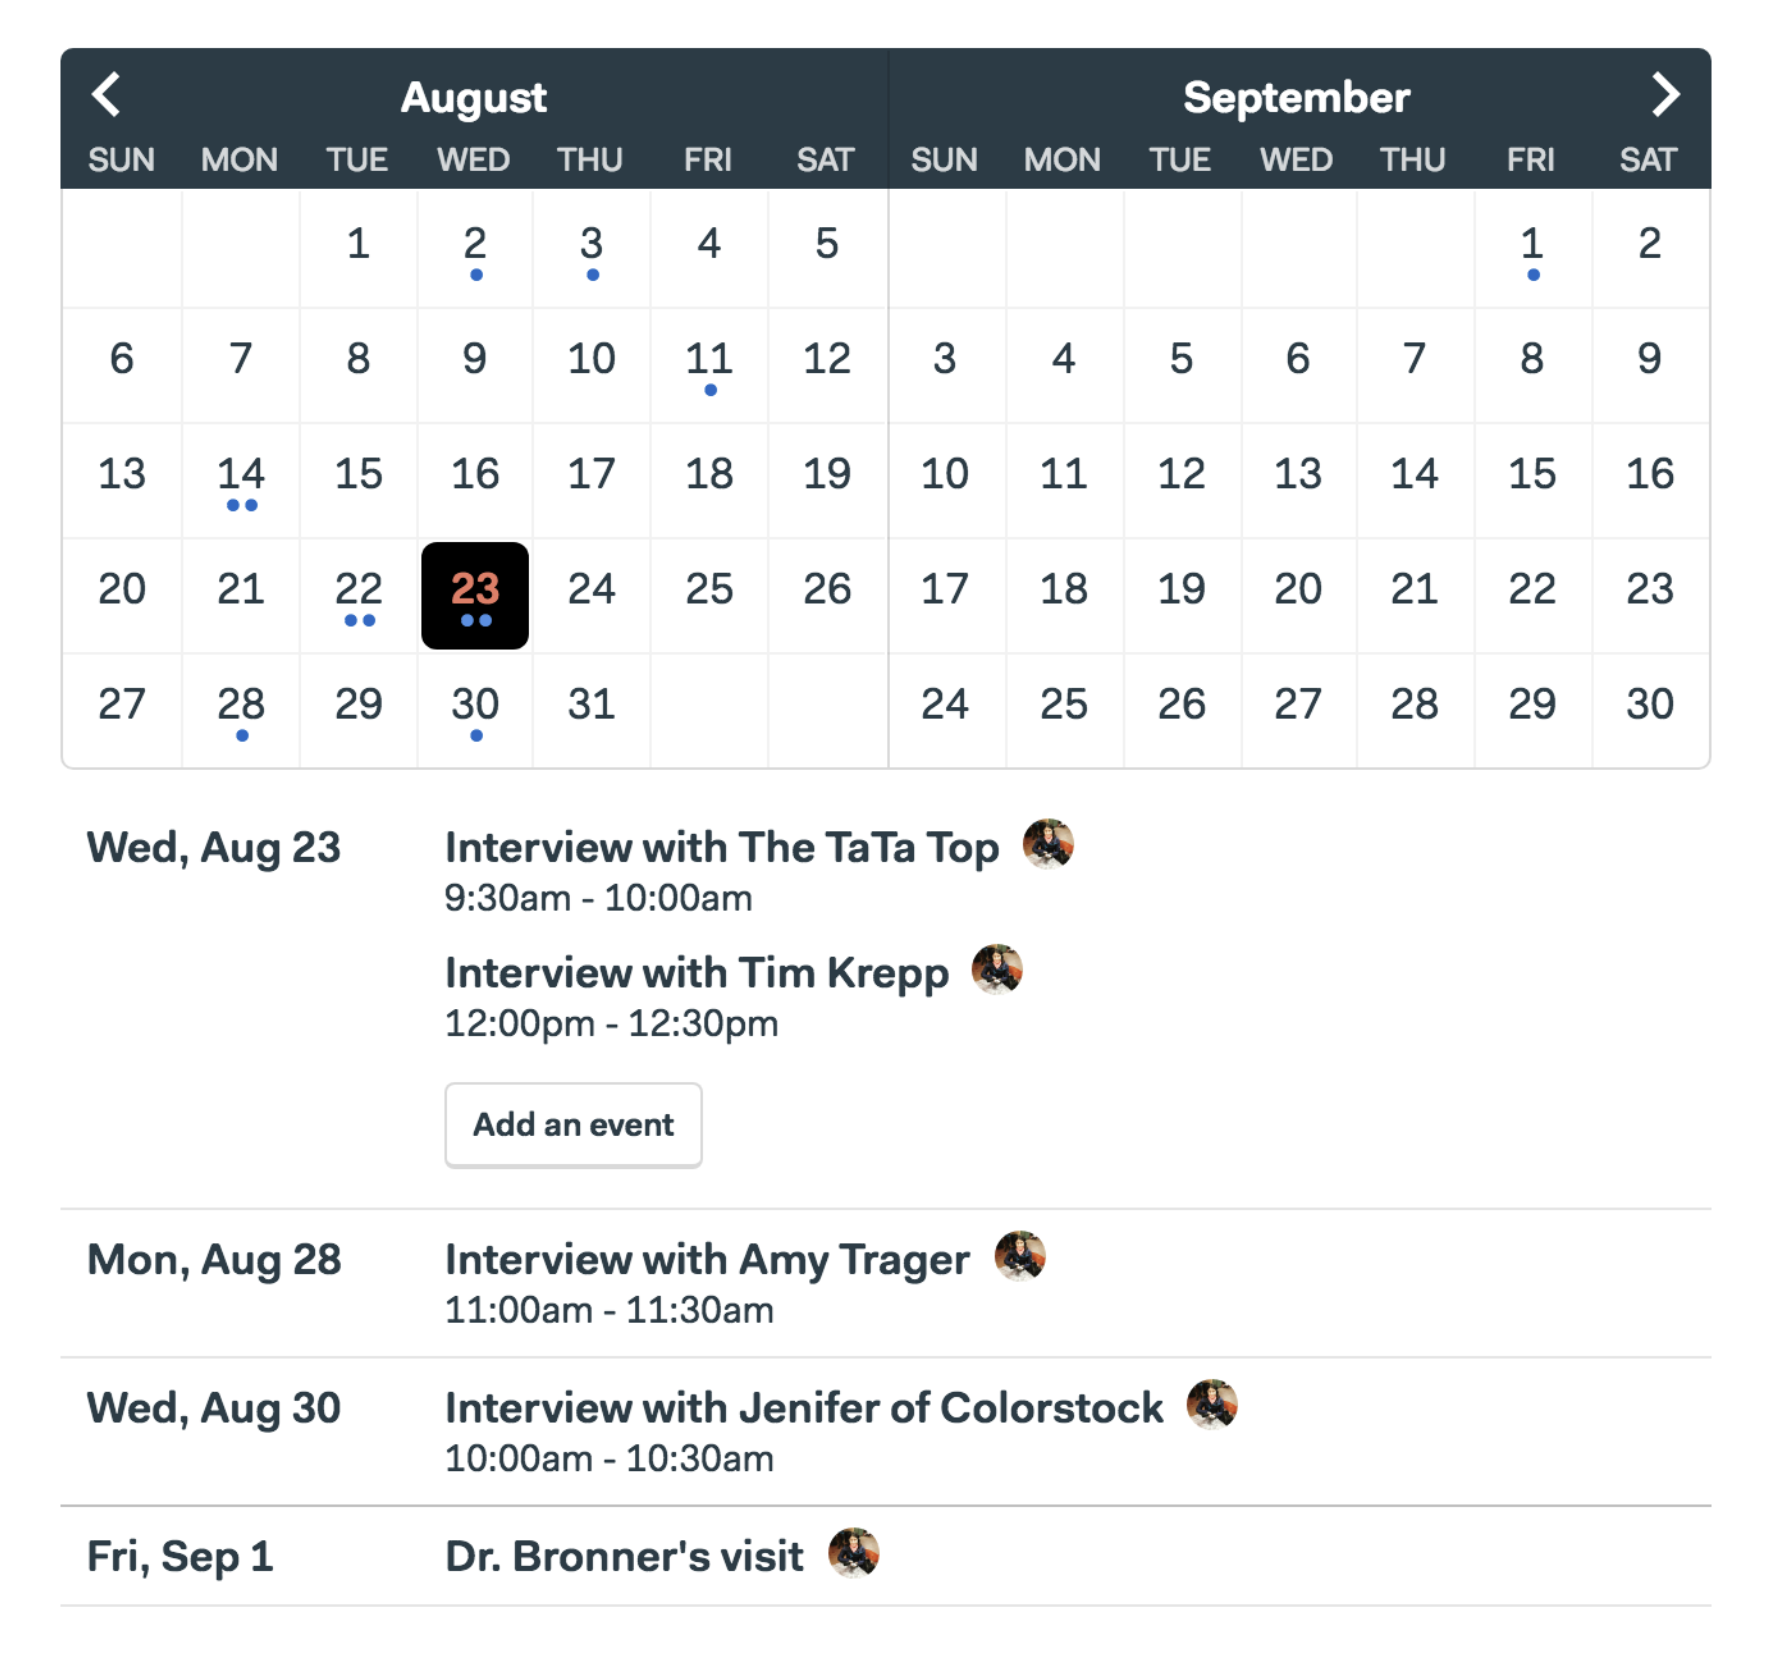 August September
SUN MON TUE WED THU FRI SAT SUN MON TUE WED THU FRI SAT
1 2 3 4 5 1 2
6 7 8 9 10 11 12 3 4 5 6 7 8 9
13 14 15 16 17 18 19 10 11 12 13 14 15 16
20 21 22 23 24 25 26 17 18 19 20 21 22 23
27 28 29 30 31 24 25 26 27 28 29 30
Wed, Aug 23 Interview with The TaTa Top
9:30am - 10:00am
Interview with Tim Krepp
12:00pm - 12:30pm
Add an event
Mon, Aug 28 Interview with Amy Trager
11:00am - 11:30am
Wed, Aug 30 Interview with Jenifer of Colorstock
10:00am - 10:30am
Fri, Sep 1 Dr. Bronner's visit